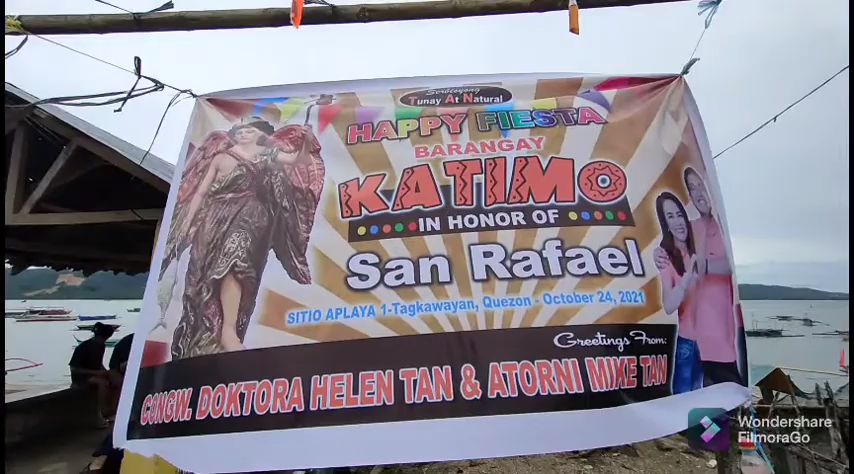 Serbisyong
Tunay At Natural
HAPPY FIESTA
BARANGAY
KATIMO
IN HONOR OF
San Rafael
SITIO APLAYA 1-Tagkawayan, Quezon - October 24, 2021
Greetings From:
CONGW. DOKTORA HELEN TAN & ATORNI MIKE TAN
Wondershare
FilmoraGo